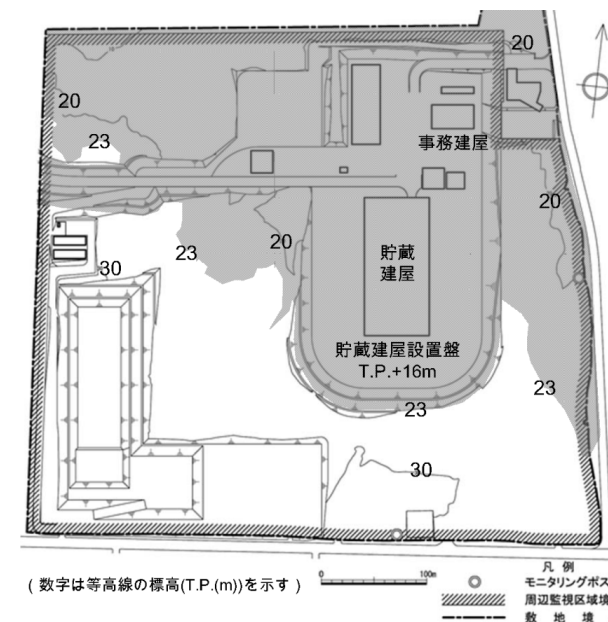 20
20
23
事務建屋
20
23
20
30
貯蔵
建屋
貯蔵建屋設置盤
T.P.+16m
23
23
30
(数字は等高線の標高(T.P.(m))を示す)
0
100m
凡例
モニタリングポス
周辺監視区域境
敷地境